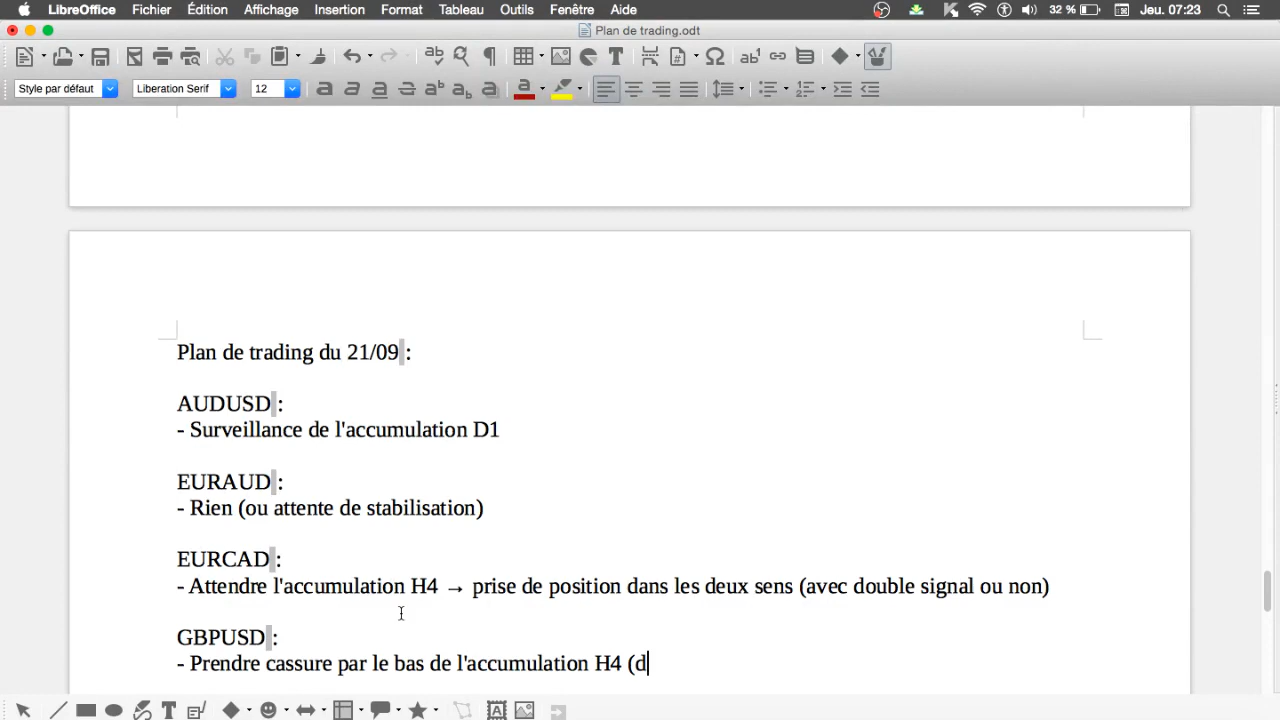 LibreOffice Fichier Édition Affichage Insertion Format Tableau Outils Fenêtre Aide 32 % Jeu. 07:23
Plan de trading.odt
Style par défaut Liberation Serif 12
Plan de trading du 21/09 :
AUDUSD :
- Surveillance de l'accumulation D1
EURAUD :
- Rien (ou attente de stabilisation)
EURCAD :
- Attendre l'accumulation H4 → prise de position dans les deux sens (avec double signal ou non)
GBPUSD :
- Prendre cassure par le bas de l'accumulation H4 (d